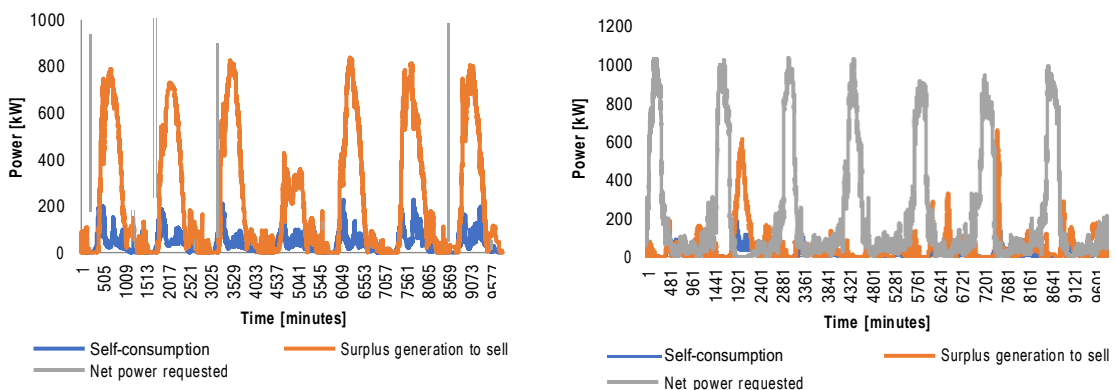 1000
800
600
400
200
0
Power [kW]
1 505 1009 1513 2017 2521 3025 3529 4033 4537 5041 5545 6049 6553 7057 7561 8065 8569 9073 9577
Time [minutes]
Self-consumption Surplus generation to sell
Net power requested
1200
1000
800
600
400
200
0
Power [kW]
1 481 961 1441 1921 2401 2881 3361 3841 4321 4801 5281 5761 6241 6721 7201 7681 8161 8641 9121 9601
Time [minutes]
Self-consumption Surplus generation to sell
Net power requested